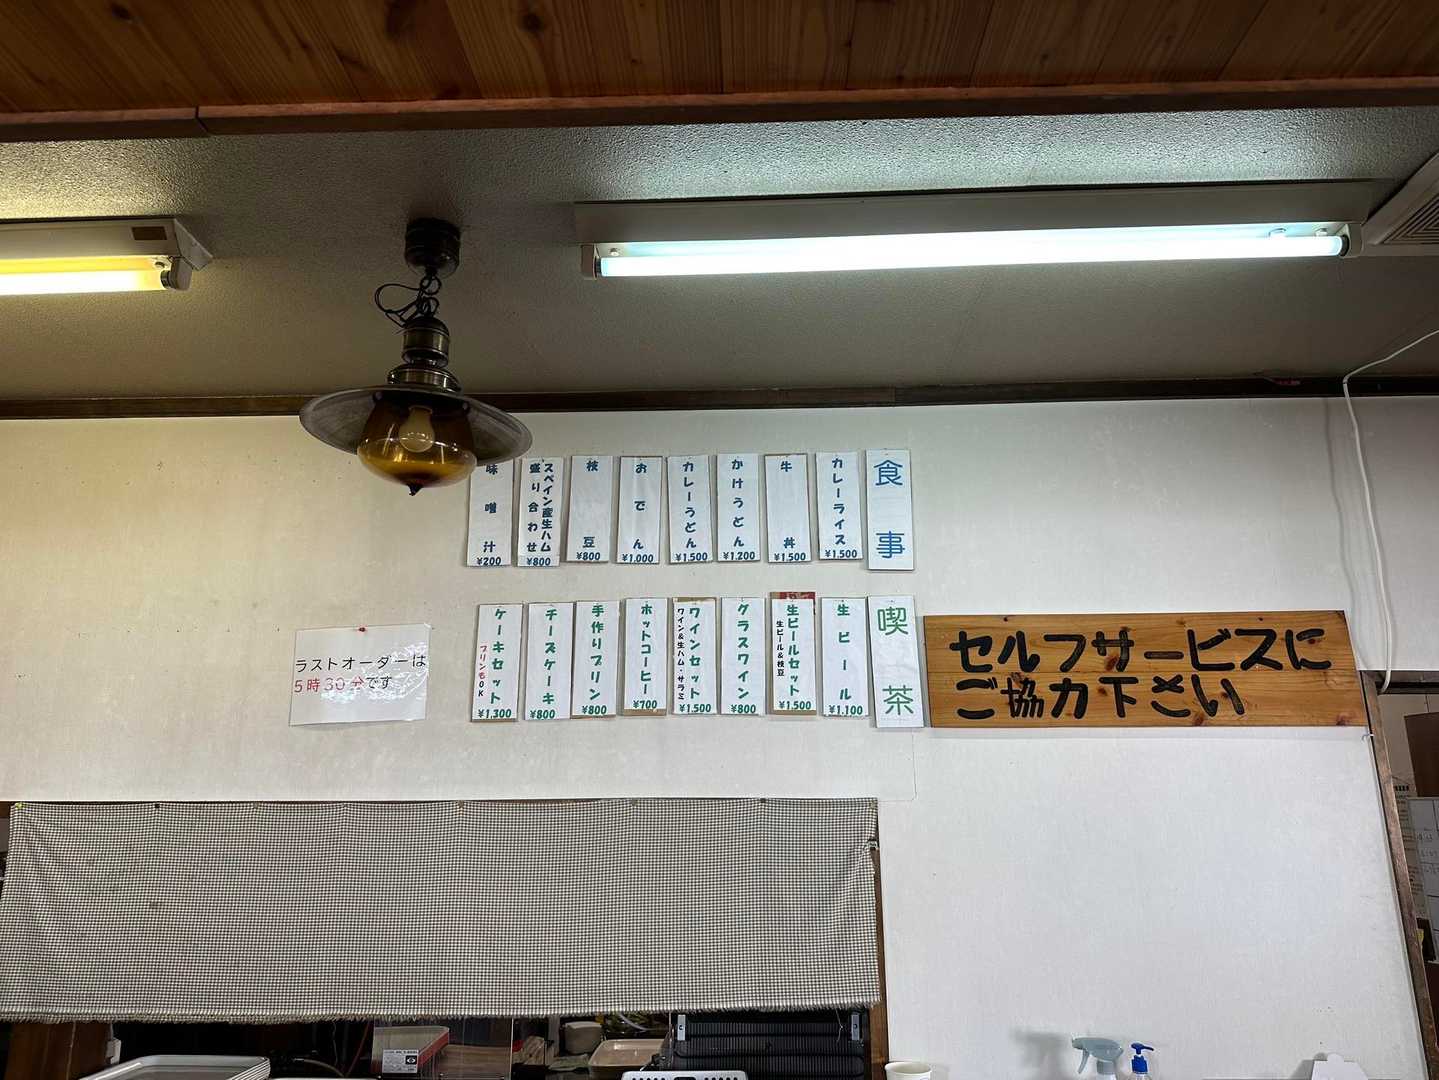 食事
カレーライス
¥1,500
牛丼
¥1,500
かけうどん
¥1,200
カレーうどん
¥1,500
おでん
¥1,000
枝豆
¥800
スペイン産生ハム
盛り合わせ
¥800
味噌汁
¥200
喫茶
生ビール
¥1,100
生ビールセット
生ビール&枝豆
¥1,500
グラスワイン
¥800
ワインセット
ワイン&生ハム・サラミ
¥1,500
ホットコーヒー
¥700
手作りプリン
¥800
チーズケーキ
¥800
ケーキセット
プリンもOK
¥1,300
セルフサービスに
ご協力下さい
ラストオーダーは
5時30分です